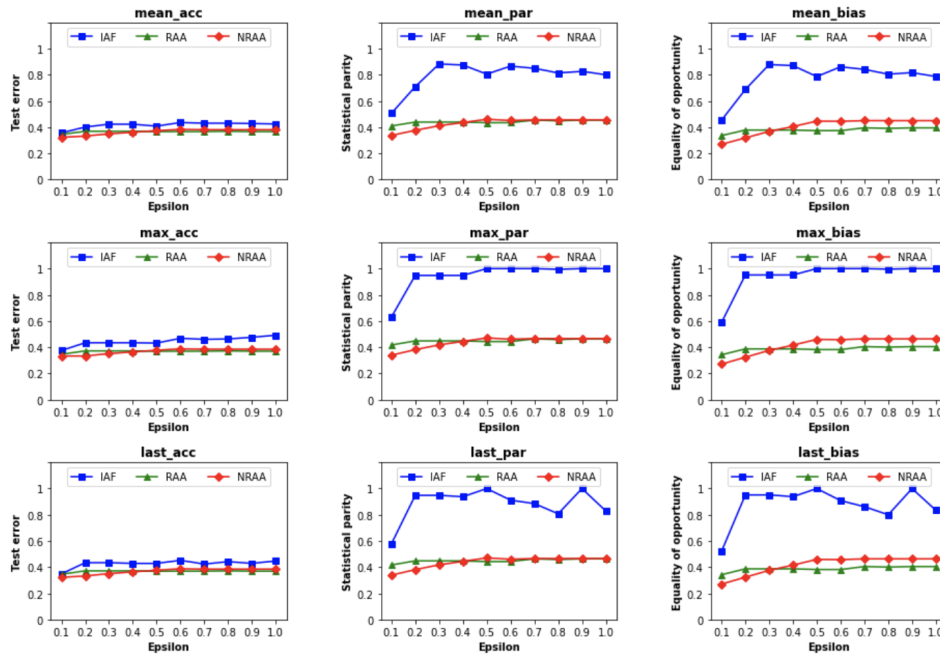 mean_acc
IAF RAA NRAA
Test error
1
0.8
0.6
0.4
0.2
0
0.1 0.2 0.3 0.4 0.5 0.6 0.7 0.8 0.9 1.0
Epsilon
mean_par
IAF RAA NRAA
Statistical parity
1
0.8
0.6
0.4
0.2
0
0.1 0.2 0.3 0.4 0.5 0.6 0.7 0.8 0.9 1.0
Epsilon
mean_bias
IAF RAA NRAA
Equality of opportunity
1
0.8
0.6
0.4
0.2
0
0.1 0.2 0.3 0.4 0.5 0.6 0.7 0.8 0.9 1.0
Epsilon
max_acc
IAF RAA NRAA
Test error
1
0.8
0.6
0.4
0.2
0
0.1 0.2 0.3 0.4 0.5 0.6 0.7 0.8 0.9 1.0
Epsilon
max_par
IAF RAA NRAA
Statistical parity
1
0.8
0.6
0.4
0.2
0
0.1 0.2 0.3 0.4 0.5 0.6 0.7 0.8 0.9 1.0
Epsilon
max_bias
IAF RAA NRAA
Equality of opportunity
1
0.8
0.6
0.4
0.2
0
0.1 0.2 0.3 0.4 0.5 0.6 0.7 0.8 0.9 1.0
Epsilon
last_acc
IAF RAA NRAA
Test error
1
0.8
0.6
0.4
0.2
0
0.1 0.2 0.3 0.4 0.5 0.6 0.7 0.8 0.9 1.0
Epsilon
last_par
IAF RAA NRAA
Statistical parity
1
0.8
0.6
0.4
0.2
0
0.1 0.2 0.3 0.4 0.5 0.6 0.7 0.8 0.9 1.0
Epsilon
last_bias
IAF RAA NRAA
Equality of opportunity
1
0.8
0.6
0.4
0.2
0
0.1 0.2 0.3 0.4 0.5 0.6 0.7 0.8 0.9 1.0
Epsilon